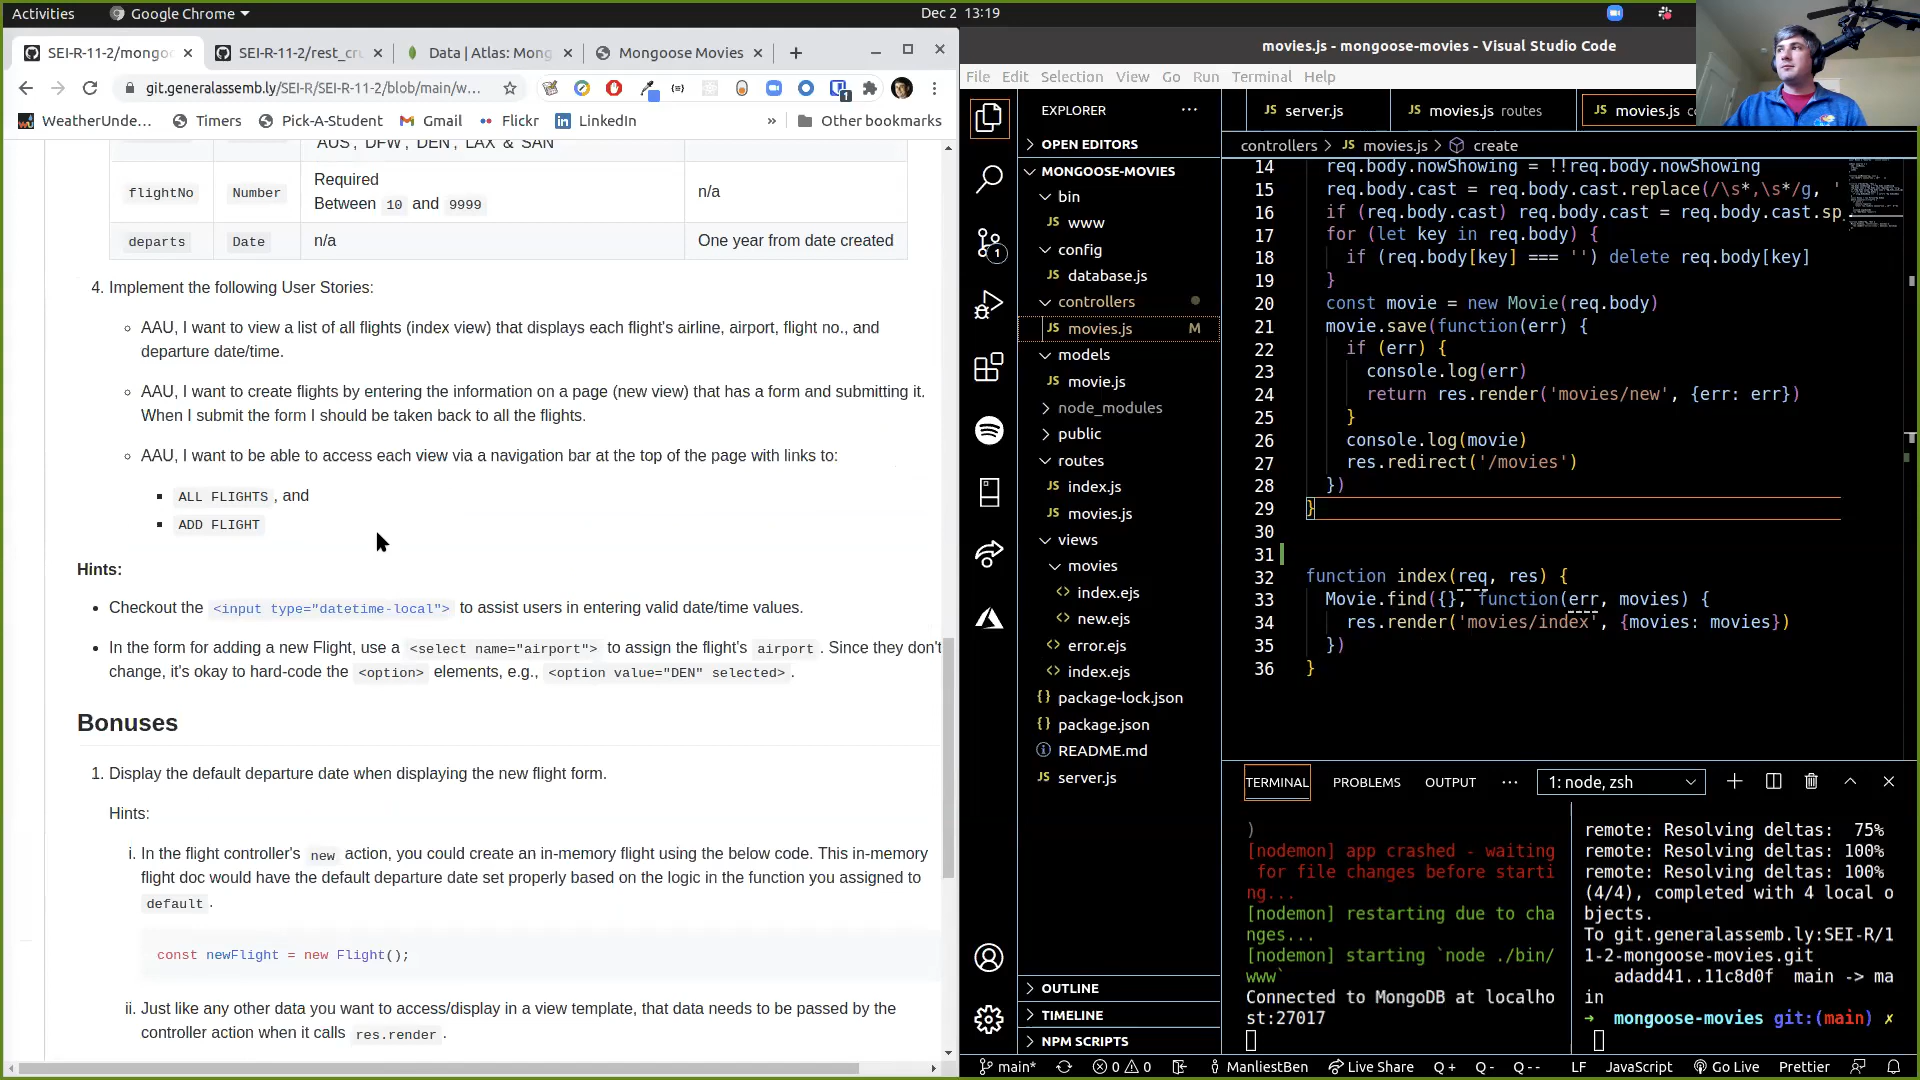 Activities
Google Chrome
Dec 2 13:19
SEI-R-11-2/mongo
SEI-R-11-2/rest_cru
Data | Atlas: Mong
Mongoose Movies
git.generalassemb.ly/SEI-R/SEI-R-11-2/blob/main/w...
WeatherUnde...
Timers
Pick-A-Student
Gmail
Flickr
LinkedIn
»
Other bookmarks
AUS , DFW , DEN , LAX & SAN
flightNo
Number
Required
Between 10 and 9999
n/a
departs
Date
n/a
One year from date created
4. Implement the following User Stories:
AAU, I want to view a list of all flights (index view) that displays each flight's airline, airport, flight no., and
departure date/time.
AAU, I want to create flights by entering the information on a page (new view) that has a form and submitting it.
When I submit the form I should be taken back to all the flights.
AAU, I want to be able to access each view via a navigation bar at the top of the page with links to:
ALL FLIGHTS , and
ADD FLIGHT
Hints:
Checkout the <input type="datetime-local"> to assist users in entering valid date/time values.
In the form for adding a new Flight, use a <select name="airport"> to assign the flight's airport . Since they don't
change, it's okay to hard-code the <option> elements, e.g., <option value="DEN" selected> .
Bonuses
1. Display the default departure date when displaying the new flight form.
Hints:
i. In the flight controller's new action, you could create an in-memory flight using the below code. This in-memory
flight doc would have the default departure date set properly based on the logic in the function you assigned to
default .
const newFlight = new Flight();
ii. Just like any other data you want to access/display in a view template, that data needs to be passed by the
controller action when it calls res.render .
movies.js - mongoose-movies - Visual Studio Code
File Edit Selection View Go Run Terminal Help
EXPLORER
OPEN EDITORS
MONGOOSE-MOVIES
bin
www
config
database.js
controllers
JS movies.js M
models
JS movie.js
node_modules
public
routes
JS index.js
JS movies.js
views
movies
<> index.ejs
<> new.ejs
<> error.ejs
<> index.ejs
{} package-lock.json
{} package.json
README.md
JS server.js
OUTLINE
TIMELINE
NPM SCRIPTS
JS server.js
JS movies.js routes
JS movies.js
controllers > JS movies.js > create
14 req.body.nowShowing = !!req.body.nowShowing
15 req.body.cast = req.body.cast.replace(/\s*,\s*/g, '
16 if (req.body.cast) req.body.cast = req.body.cast.sp
17 for (let key in req.body) {
18 if (req.body[key] === '') delete req.body[key]
19 }
20 const movie = new Movie(req.body)
21 movie.save(function(err) {
22 if (err) {
23 console.log(err)
24 return res.render('movies/new', {err: err})
25 }
26 console.log(movie)
27 res.redirect('/movies')
28 })
29 }
30
31
32 function index(req, res) {
33 Movie.find({}, function(err, movies) {
34 res.render('movies/index', {movies: movies})
35 })
36 }
TERMINAL PROBLEMS OUTPUT ··· 1: node, zsh
)
[nodemon] app crashed - waiting
for file changes before starti
ng...
[nodemon] restarting due to cha
nges...
[nodemon] starting `node ./bin/
www`
Connected to MongoDB at localho
st:27017
remote: Resolving deltas: 75%
remote: Resolving deltas: 100%
remote: Resolving deltas: 100%
(4/4), completed with 4 local o
bjects.
To git.generalassemb.ly:SEI-R/1
1-2-mongoose-movies.git
adadd41..11c8d0f main -> ma
in
→ mongoose-movies git:(main) ✗
main* 0 0 ManliestBen Live Share Q+ Q- Q-- LF JavaScript Go Live Prettier